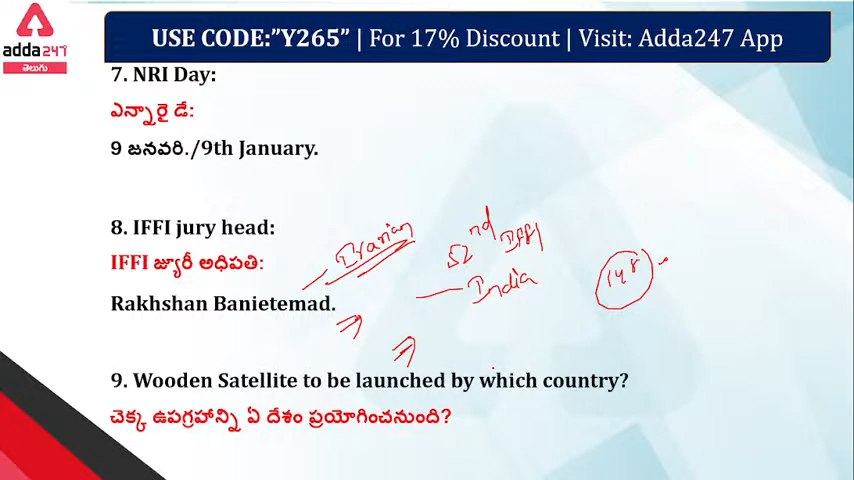 adda247
తెలుగు
USE CODE:”Y265” | For 17% Discount | Visit: Adda247 App
7. NRI Day:
ఎన్నారై డే:
9 జనవరి./9th January.
8. IFFI jury head:
IFFI జ్యూరీ అధిపతి:
Iranian
52nd IFFI
India
148
Rakhshan Banietemad.
9. Wooden Satellite to be launched by which country?
చెక్క ఉపగ్రహాన్ని ఏ దేశం ప్రయోగించనుంది?